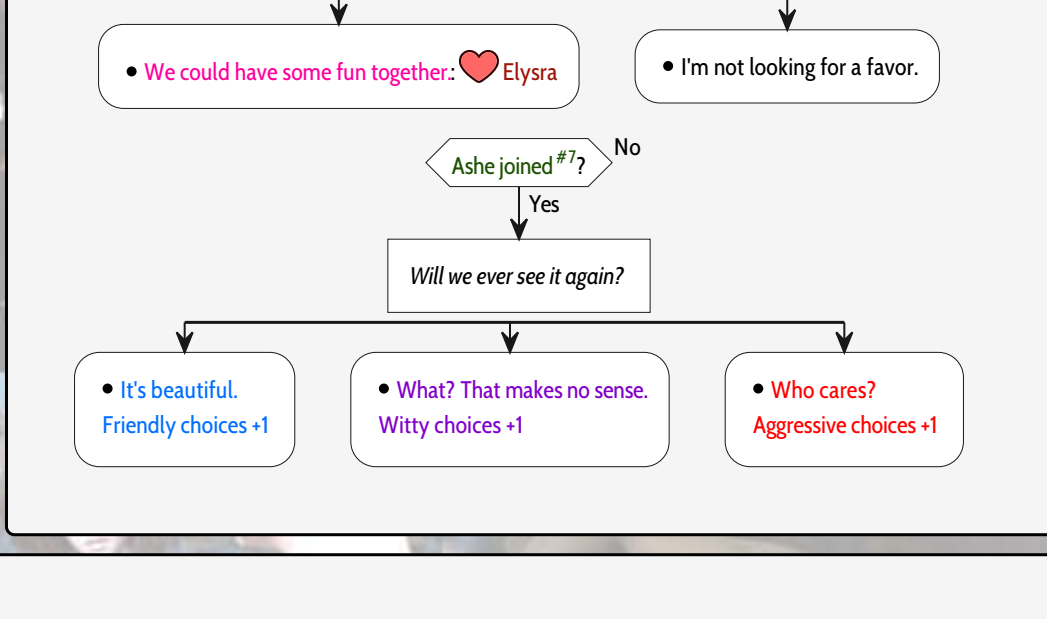 • We could have some fun together.: Elysra
• I'm not looking for a favor.
Ashe joined #7?
No
Yes
Will we ever see it again?
• It's beautiful.
Friendly choices +1
• What? That makes no sense.
Witty choices +1
• Who cares?
Aggressive choices +1